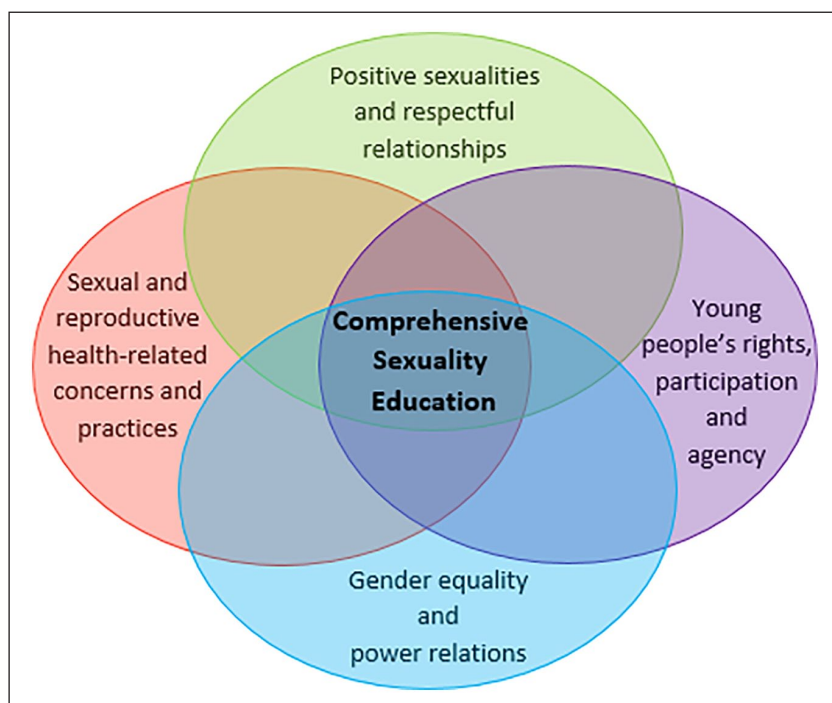 Positive sexualities
and respectful
relationships
Sexual and
reproductive
health-related
concerns and
practices
Comprehensive
Sexuality
Education
Young
people’s rights,
participation
and
agency
Gender equality
and
power relations